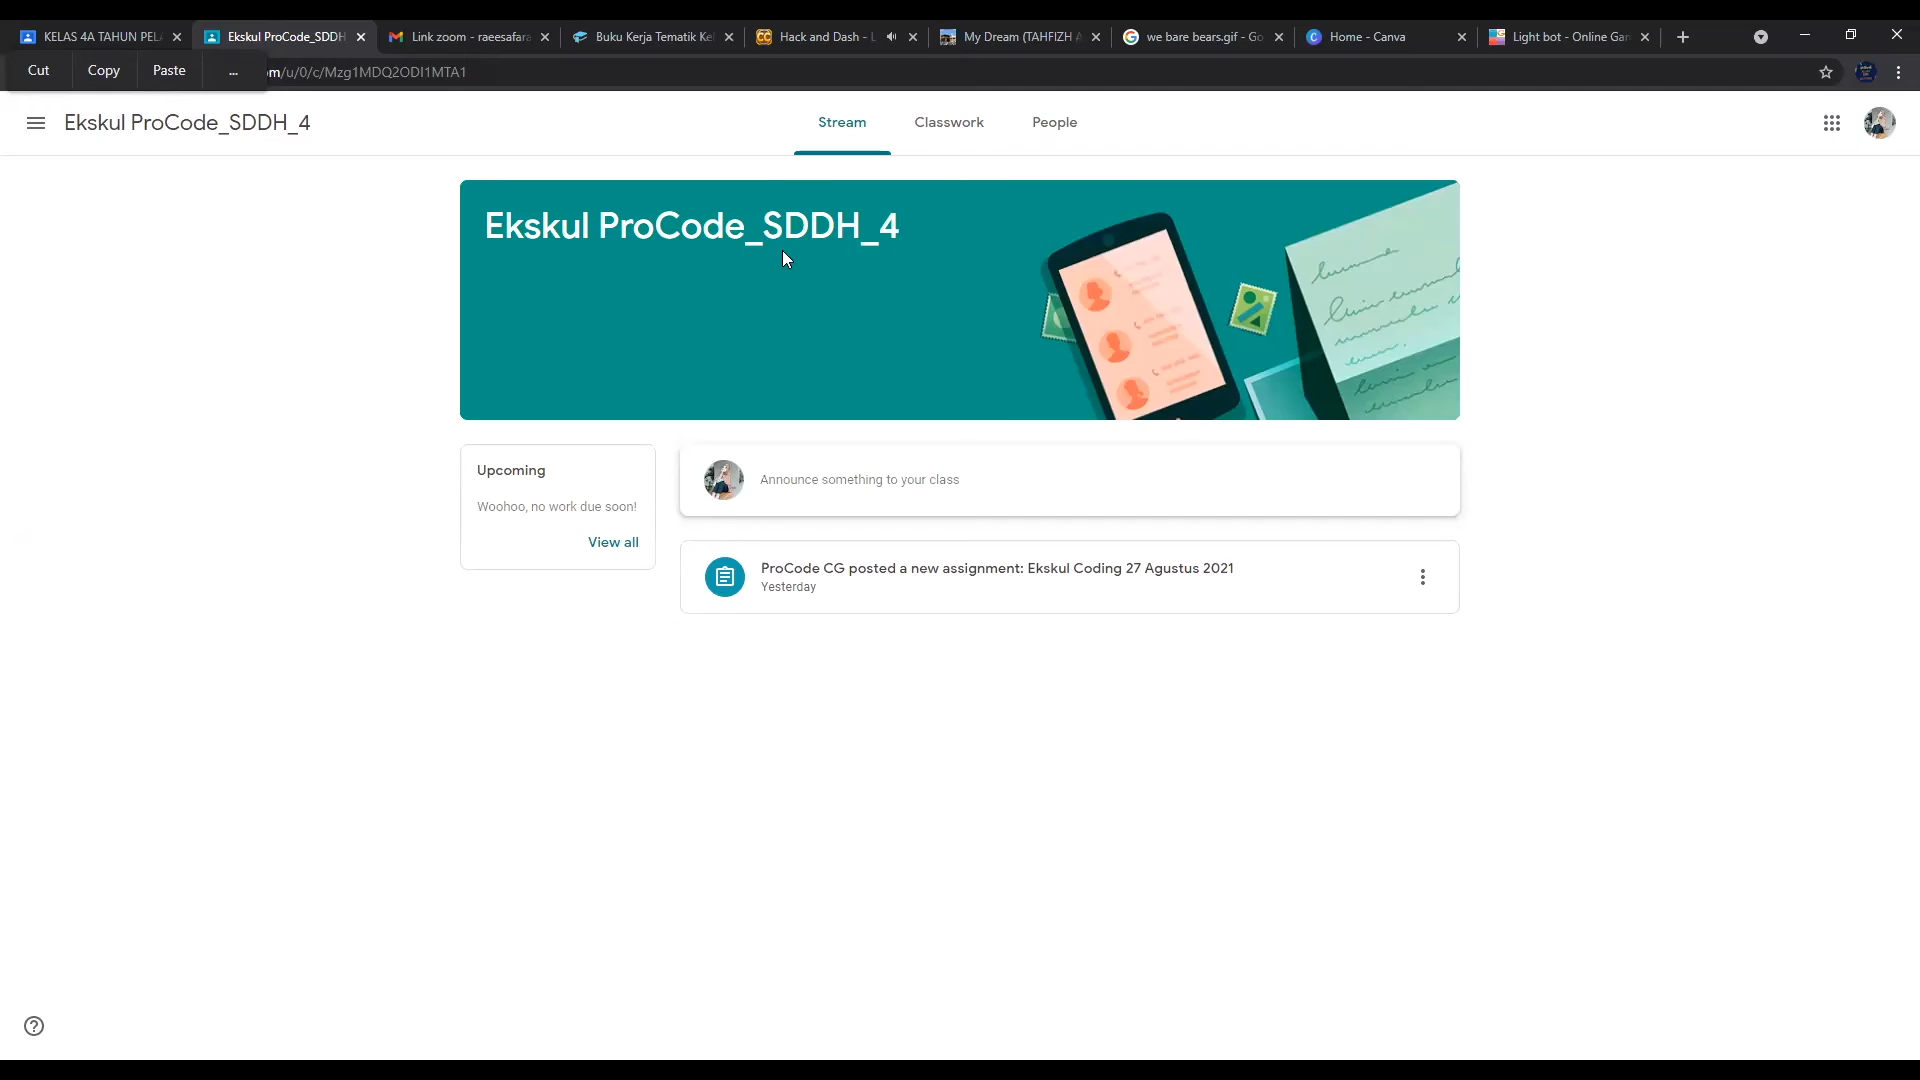 KELAS 4A TAHUN PEL
Ekskul ProCode_SDDH
Link zoom - raeesafara
Buku Kerja Tematik Kel
Hack and Dash - L
My Dream (TAHFIZH A
we bare bears.gif - Go
Home - Canva
Light bot - Online Gam
Cut
Copy
Paste
...
om/u/0/c/Mzg1MDQ2ODI1MTA1
Ekskul ProCode_SDDH_4
Stream
Classwork
People
Ekskul ProCode_SDDH_4
Upcoming
Woohoo, no work due soon!
View all
Announce something to your class
ProCode CG posted a new assignment: Ekskul Coding 27 Agustus 2021
Yesterday